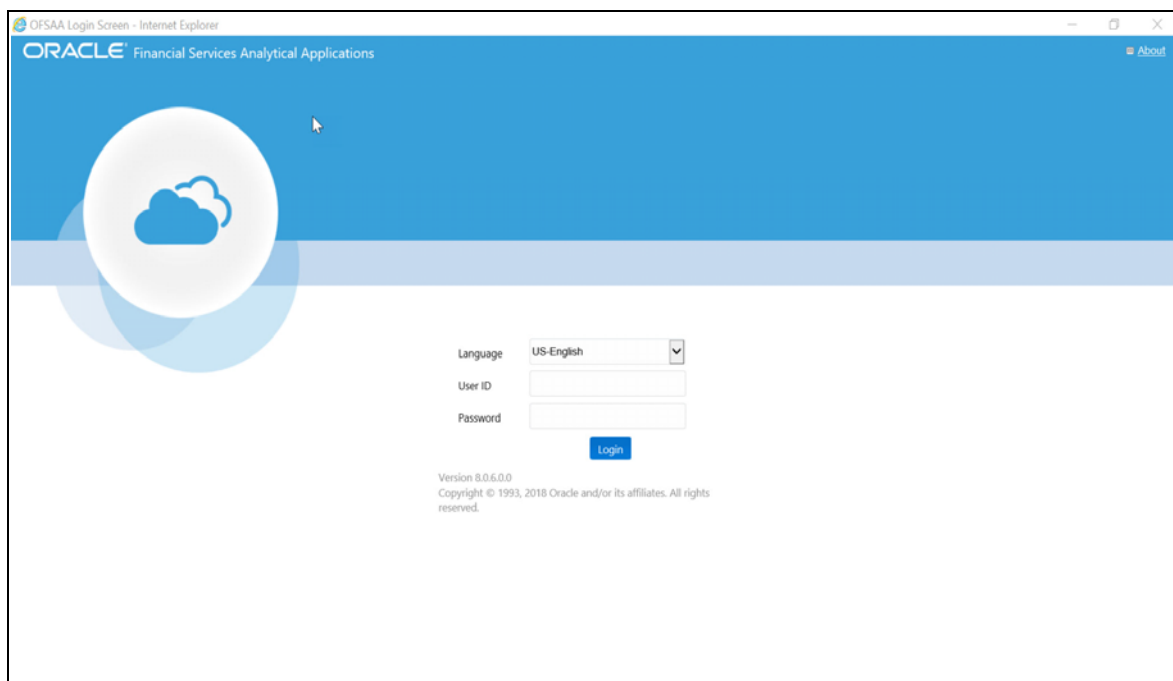 OFSAA Login Screen - Internet Explorer
ORACLE® Financial Services Analytical Applications
About
Language US-English
User ID
Password
Login
Version 8.0.6.0.0
Copyright © 1993, 2018 Oracle and/or its affiliates. All rights
reserved.